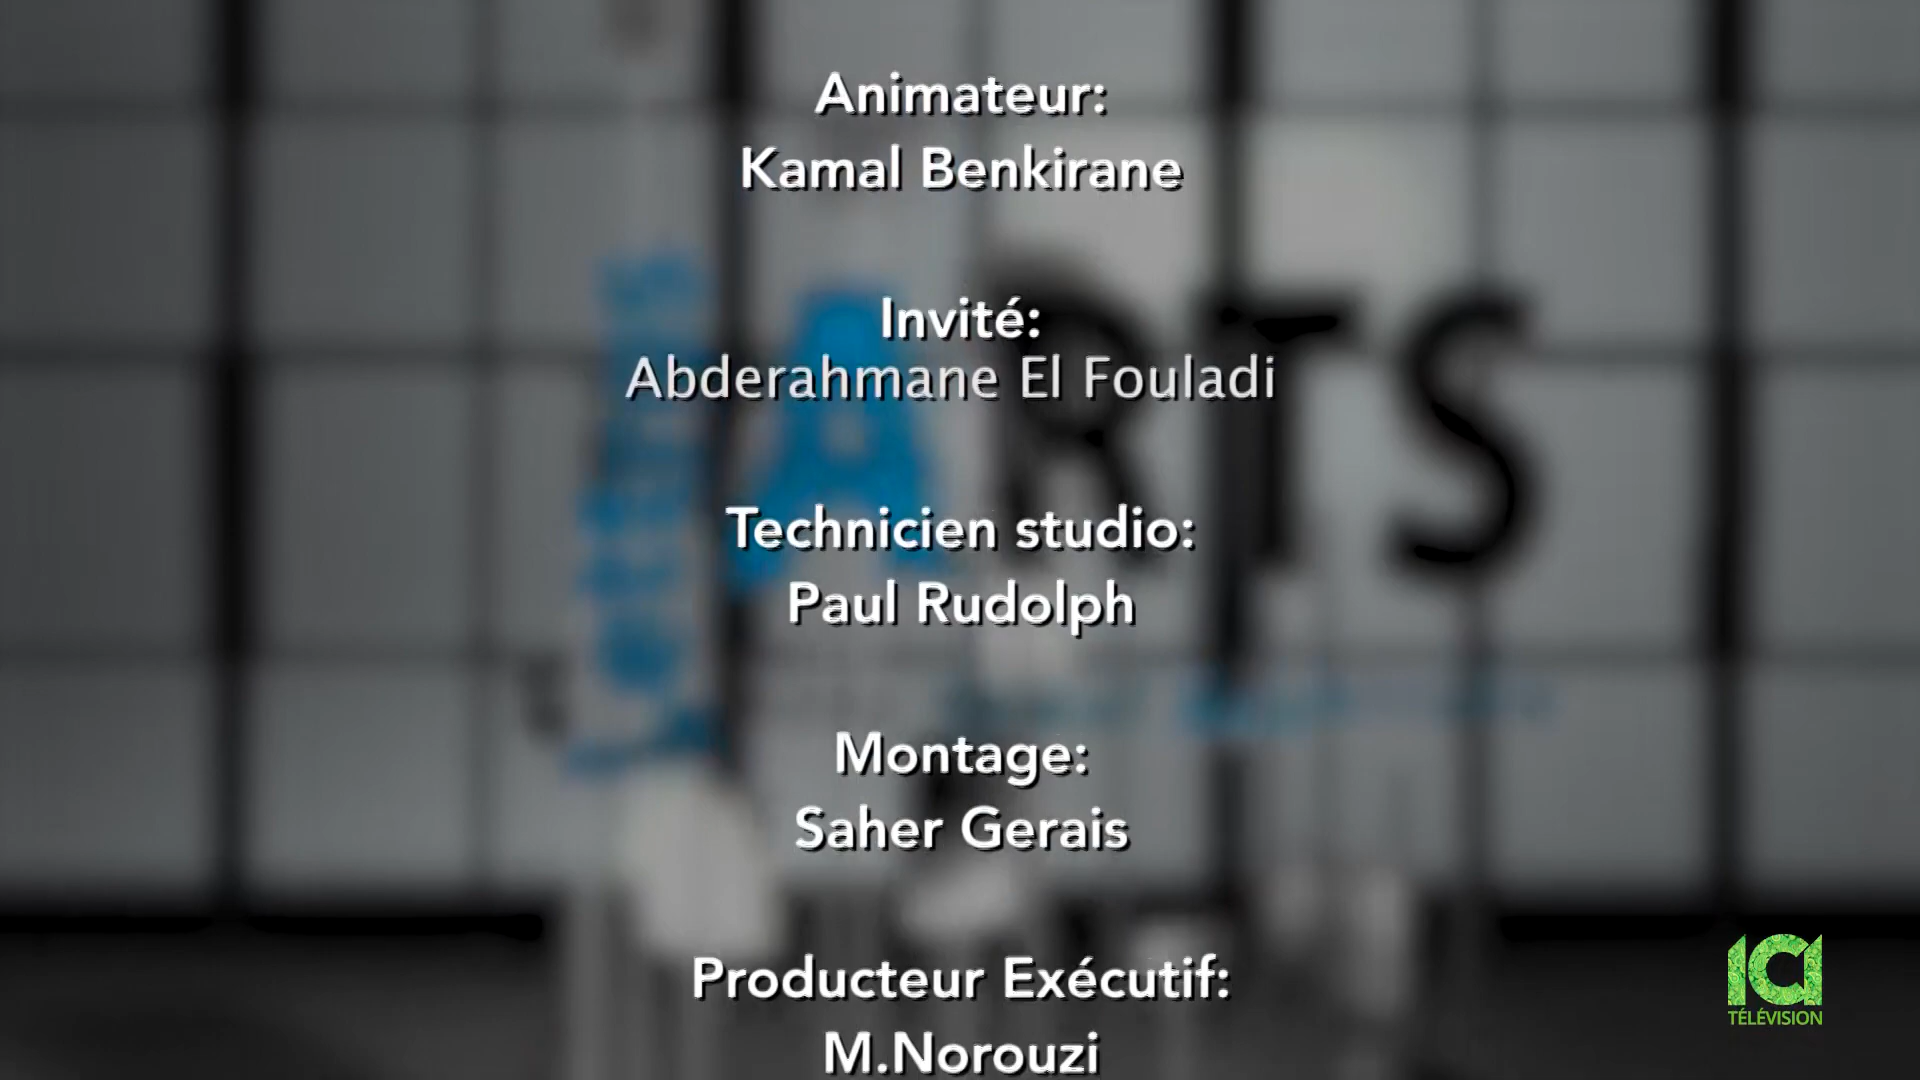 Animateur:
Kamal Benkirane
Invité:
Abderahmane El Fouladi
Technicien studio:
Paul Rudolph
Montage:
Saher Gerais
Producteur Exécutif:
M.Norouzi
ARTS
ICI
TÉLÉVISION